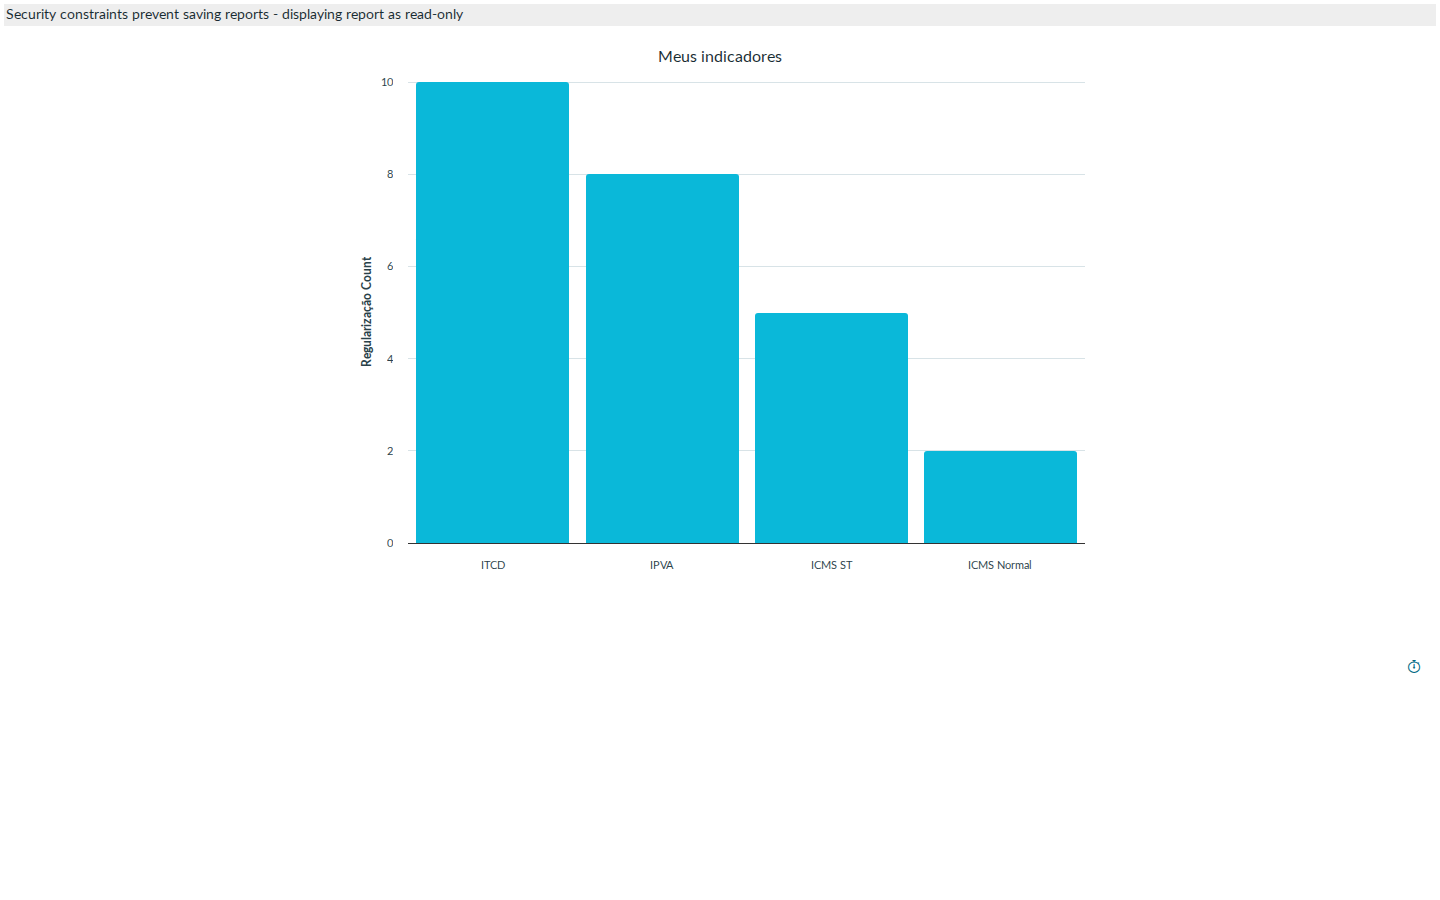 Security constraints prevent saving reports - displaying report as read-only
Meus indicadores
Regularização Count
10
8
6
4
2
0
ITCD
IPVA
ICMS ST
ICMS Normal